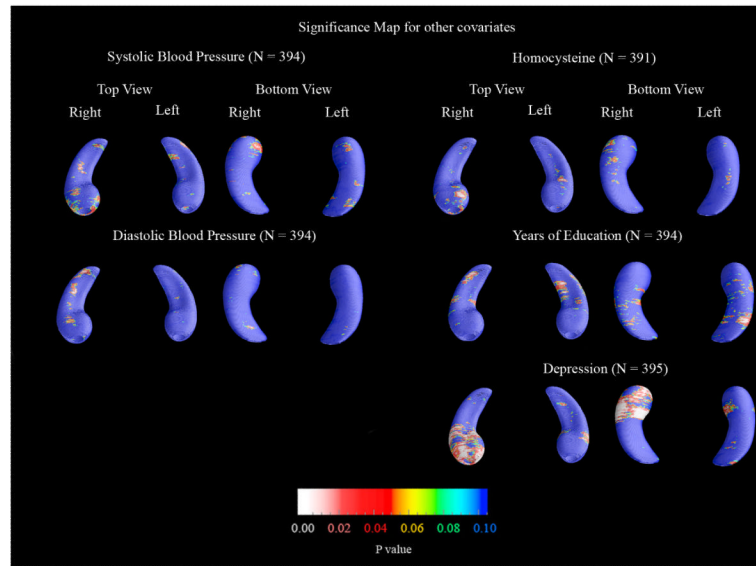 Significance Map for other covariates
Systolic Blood Pressure (N = 394)
Top View Bottom View
Right Left Right Left
Diastolic Blood Pressure (N = 394)
Homocysteine (N = 391)
Top View Bottom View
Right Left Right Left
Years of Education (N = 394)
Depression (N = 395)
0.00 0.02 0.04 0.06 0.08 0.10
P value